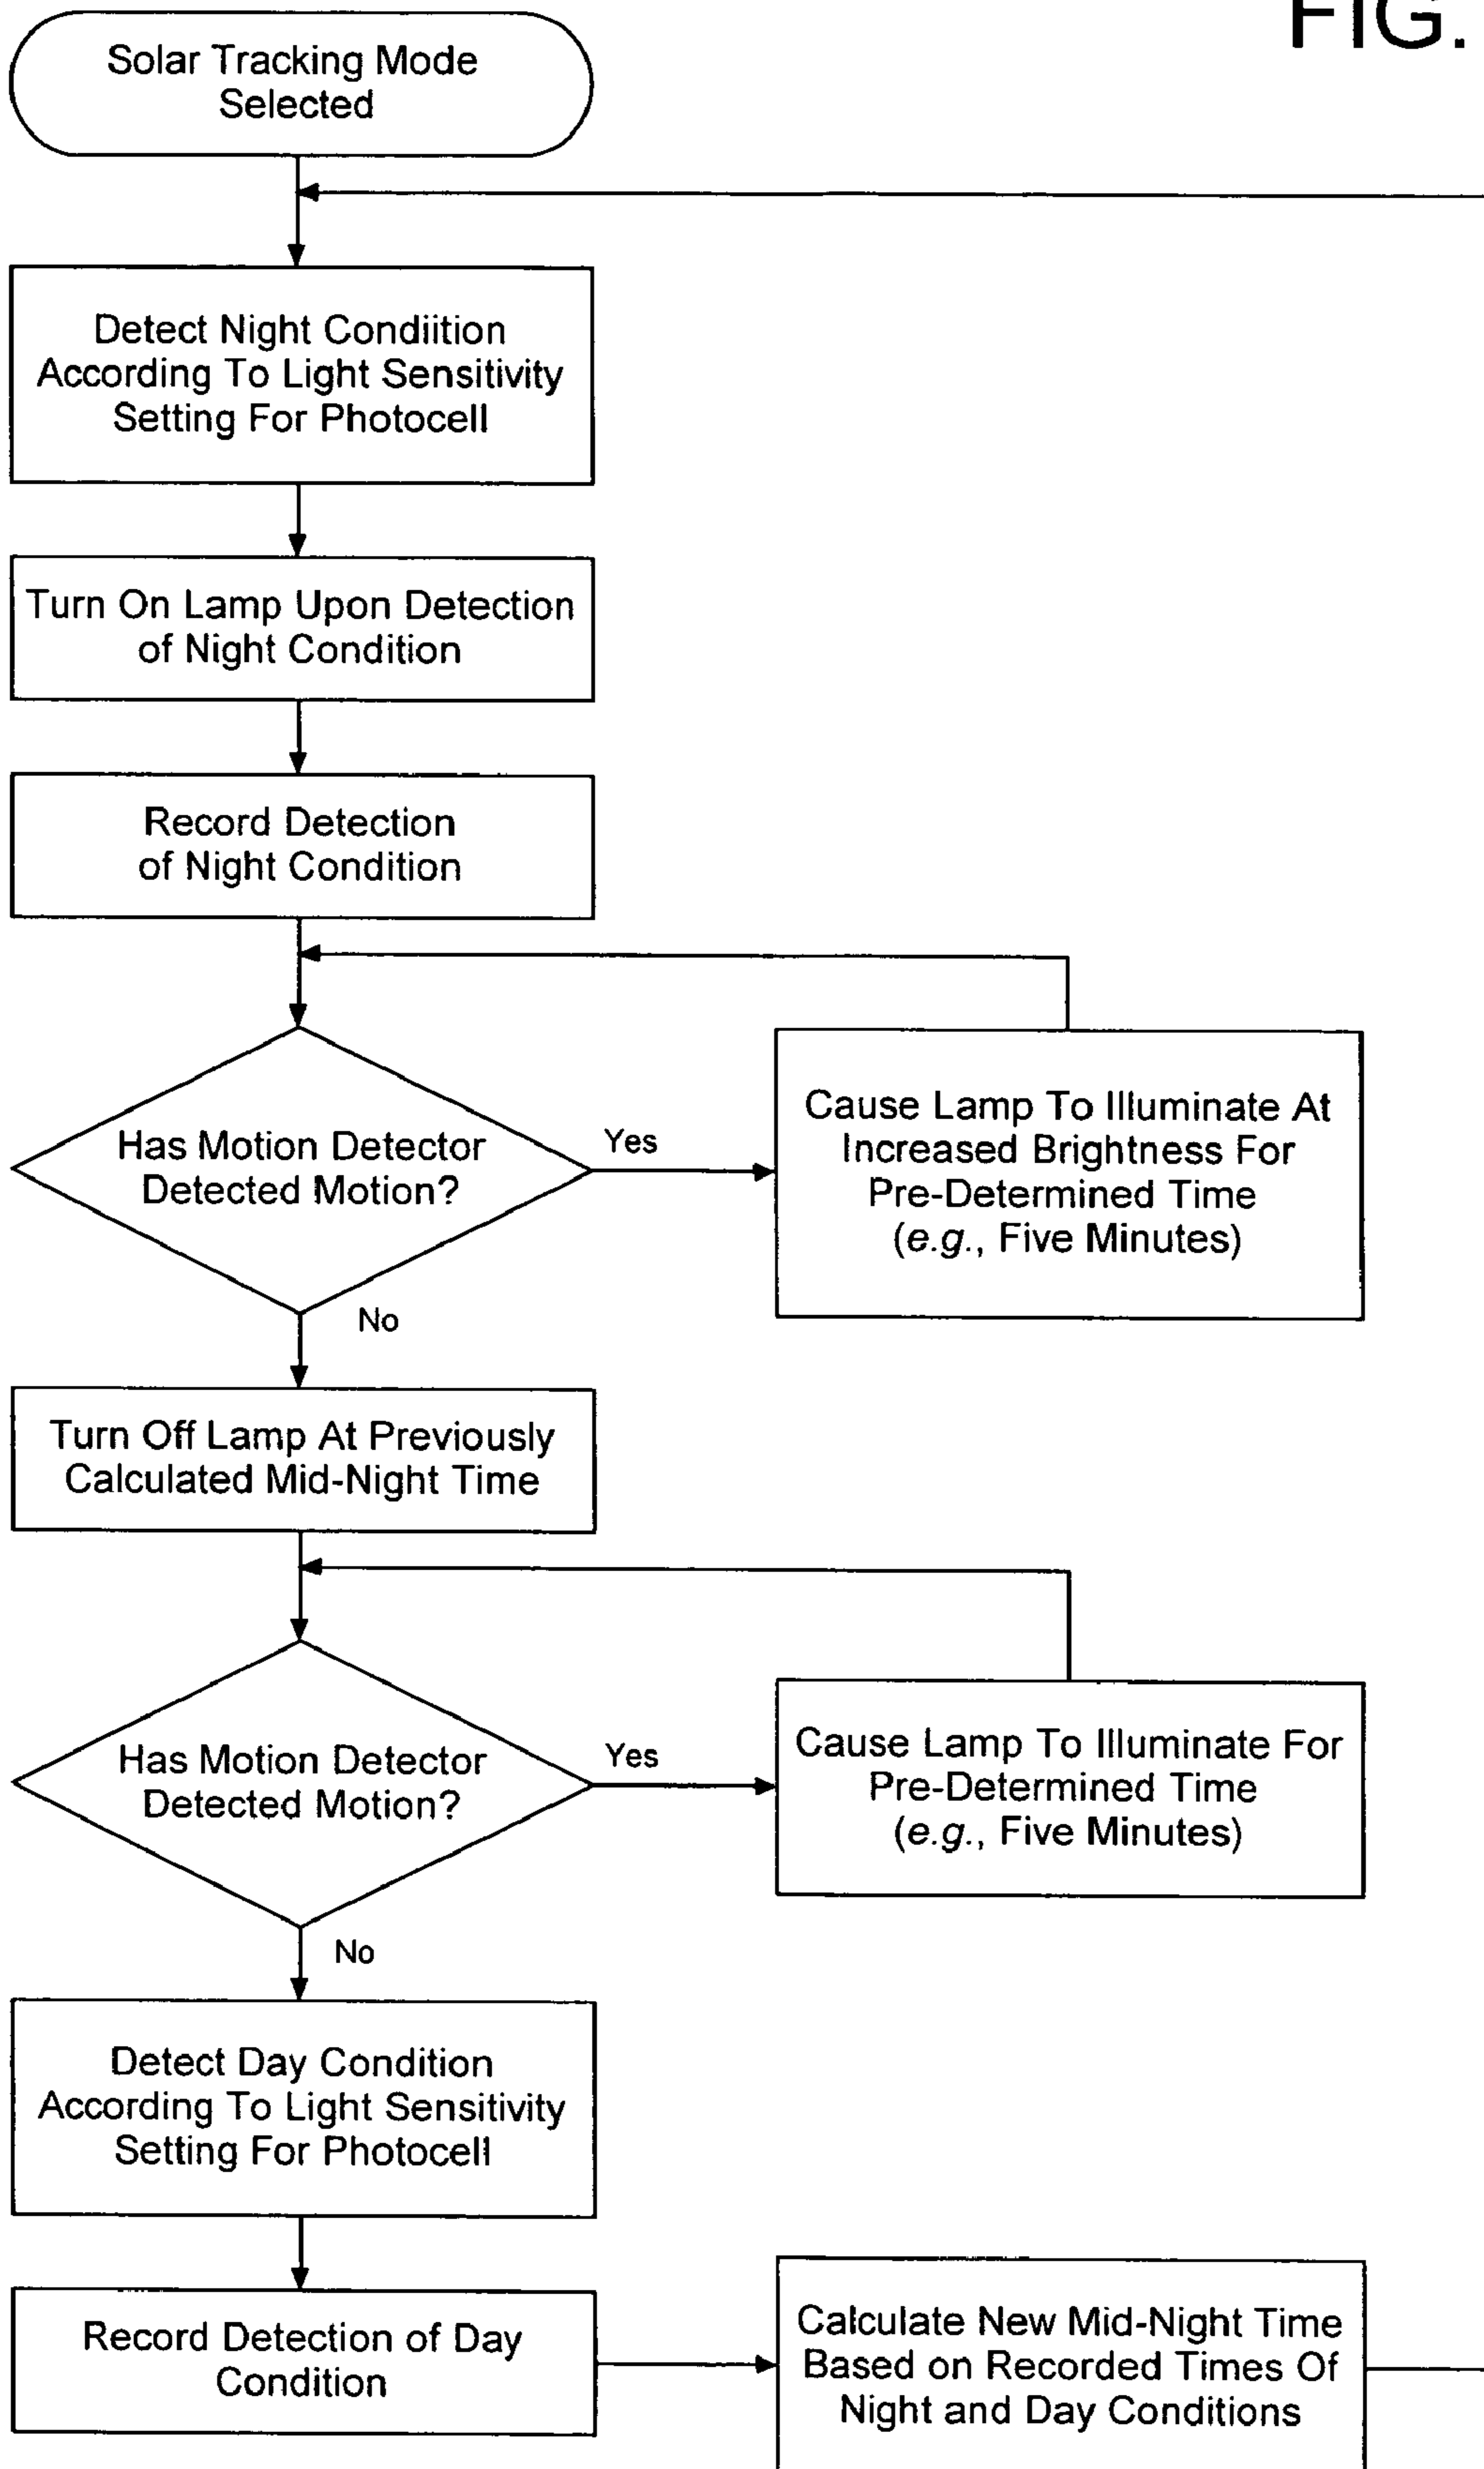 FIG.
Solar Tracking Mode
Selected
Detect Night Condiition
According To Light Sensitivity
Setting For Photocell
Turn On Lamp Upon Detection
of Night Condition
Record Detection
of Night Condition
Has Motion Detector
Detected Motion?
Yes
Cause Lamp To Illuminate At
Increased Brightness For
Pre-Determined Time
(e.g., Five Minutes)
No
Turn Off Lamp At Previously
Calculated Mid-Night Time
Has Motion Detector
Detected Motion?
Yes
Cause Lamp To Illuminate For
Pre-Determined Time
(e.g., Five Minutes)
No
Detect Day Condition
According To Light Sensitivity
Setting For Photocell
Record Detection of Day
Condition
Calculate New Mid-Night Time
Based on Recorded Times Of
Night and Day Conditions